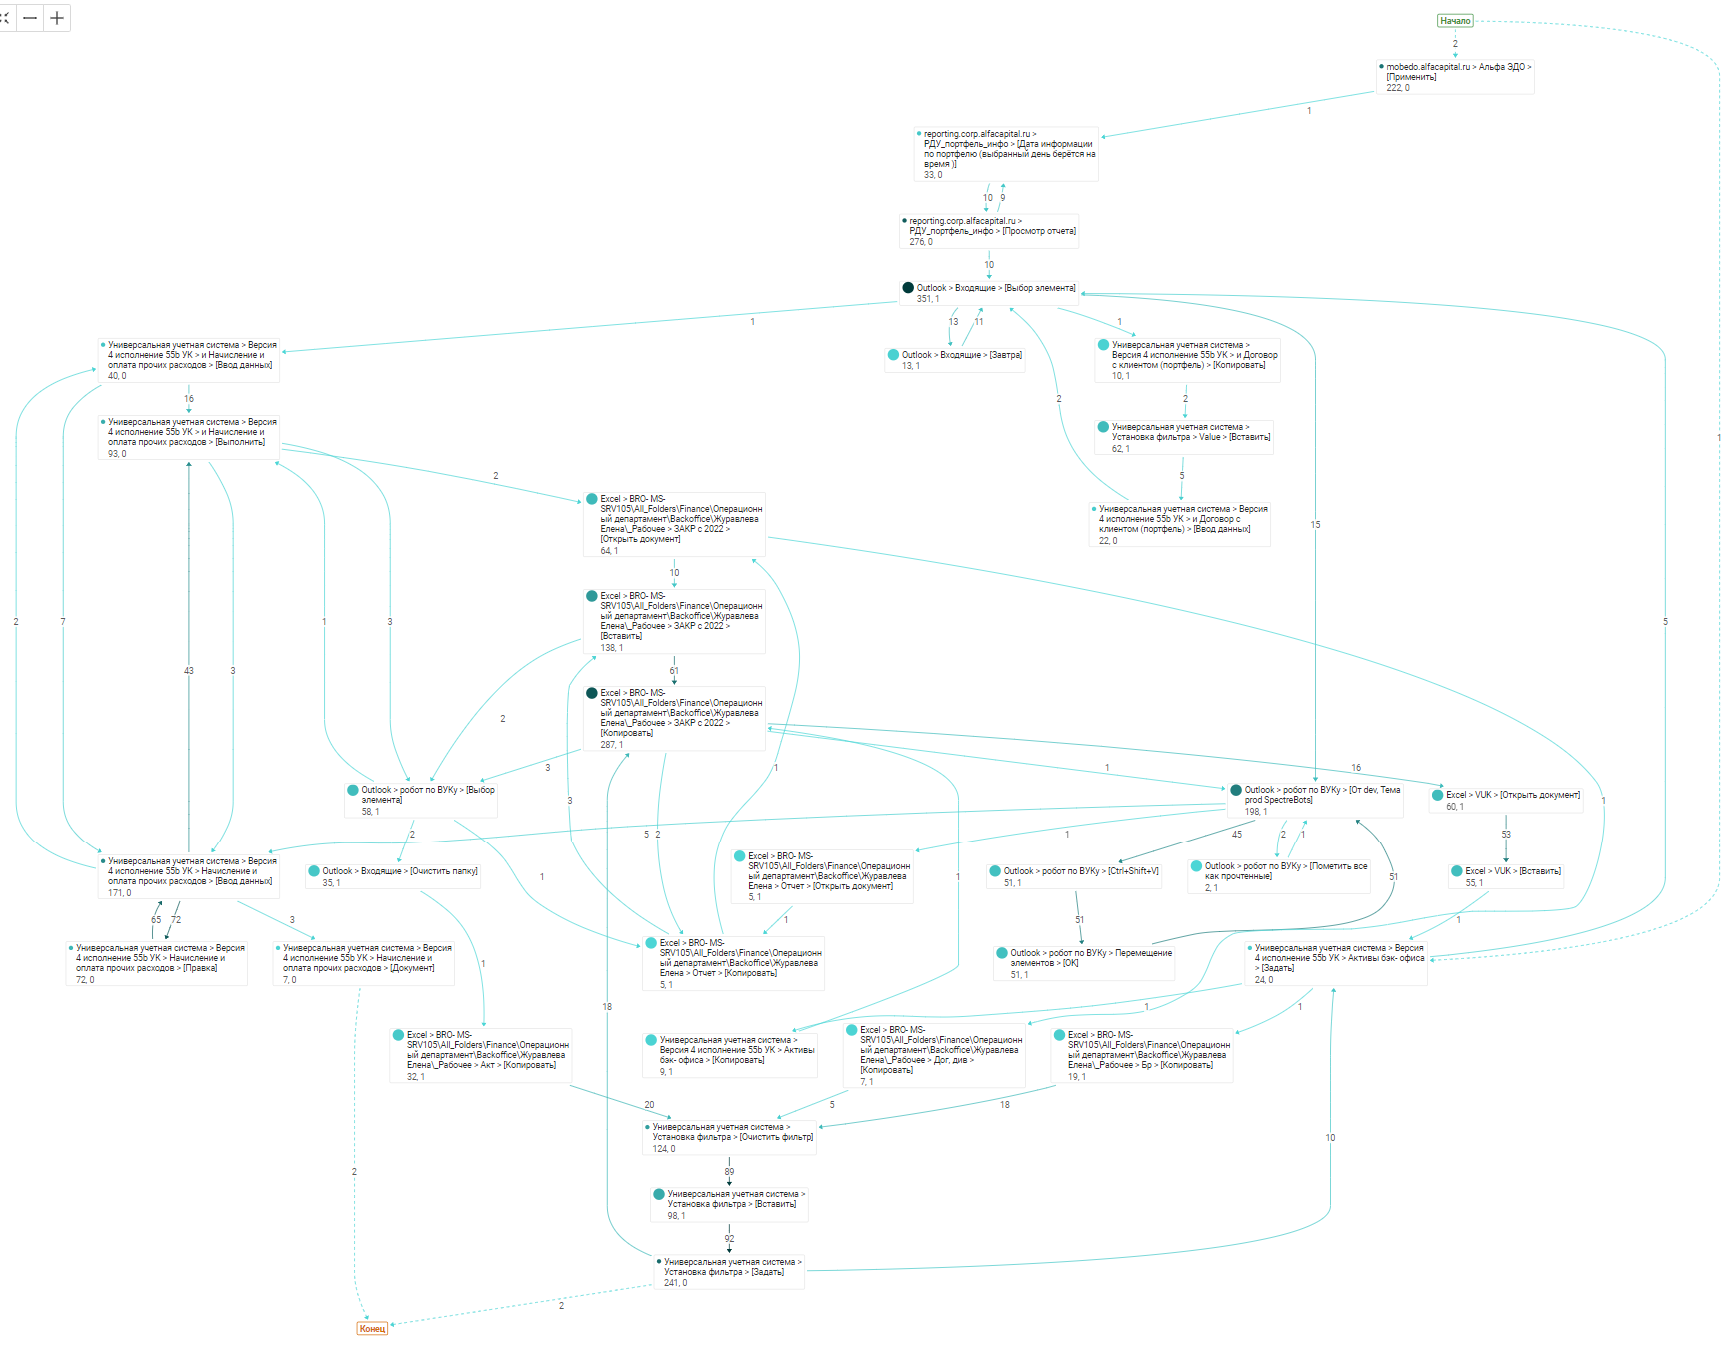 Начало
2
mobedo.alfacapital.ru > Альфа ЭДО >
[Применить]
222, 0
1
reporting.corp.alfacapital.ru >
РДУ_портфель_инфо > [Дата информации
по портфелю (выбранный день берётся на
время )]
33, 0
10
9
reporting.corp.alfacapital.ru >
РДУ_портфель_инфо > [Просмотр отчета]
276, 0
10
Outlook > Входящие > [Выбор элемента]
351, 1
1
13
11
1
Универсальная учетная система > Версия
4 исполнение 55b УК > и Начисление и
оплата прочих расходов > [Ввод данных]
40, 0
Outlook > Входящие > [Завтра]
13, 1
Универсальная учетная система >
Версия 4 исполнение 55b УК > и Договор
с клиентом (портфель) > [Копировать]
10, 1
16
2
2
1
Универсальная учетная система > Версия
4 исполнение 55b УК > и Начисление и
оплата прочих расходов > [Выполнить]
93, 0
Универсальная учетная система >
Установка фильтра > Value > [Вставить]
62, 1
2
5
Excel > BRO- MS-
SRV105\All_Folders\Finance\Операционн
ый департамент\Backoffice\Журавлева
Елена\_Рабочее > ЗАКР с 2022 >
[Открыть документ]
64, 1
Универсальная учетная система > Версия
4 исполнение 55b УК > и Договор с
клиентом (портфель) > [Ввод данных]
22, 0
15
10
Excel > BRO- MS-
SRV105\All_Folders\Finance\Операционн
ый департамент\Backoffice\Журавлева
Елена\_Рабочее > ЗАКР с 2022 >
[Вставить]
138, 1
2
7
1
3
5
43
3
61
Excel > BRO- MS-
SRV105\All_Folders\Finance\Операционн
ый департамент\Backoffice\Журавлева
Елена\_Рабочее > ЗАКР с 2022 >
[Копировать]
287, 1
2
3
1
1
16
Outlook > робот по ВУКу > [Выбор
элемента]
58, 1
3
Outlook > робот по ВУКу > [От dev, Тема
prod SpectreBots]
198, 1
Excel > VUK > [Открыть документ]
60, 1
1
2
5
2
1
45
2
1
53
Универсальная учетная система > Версия
4 исполнение 55b УК > Начисление и
оплата прочих расходов > [Ввод данных]
171, 0
Outlook > Входящие > [Очистить папку]
35, 1
1
Excel > BRO- MS-
SRV105\All_Folders\Finance\Операционн
ый департамент\Backoffice\Журавлева
Елена > Отчет > [Открыть документ]
5, 1
1
Outlook > робот по ВУКу > [Ctrl+Shift+V]
51, 1
Outlook > робот по ВУКу > [Пометить все
как прочтенные]
2, 1
51
Excel > VUK > [Вставить]
55, 1
65
72
3
1
51
1
Универсальная учетная система > Версия
4 исполнение 55b УК > Начисление и
оплата прочих расходов > [Правка]
72, 0
Универсальная учетная система > Версия
4 исполнение 55b УК > Начисление и
оплата прочих расходов > [Документ]
7, 0
1
Excel > BRO- MS-
SRV105\All_Folders\Finance\Операционн
ый департамент\Backoffice\Журавлева
Елена > Отчет > [Копировать]
5, 1
Outlook > робот по ВУКу > Перемещение
элементов > [OK]
51, 1
Универсальная учетная система > Версия
4 исполнение 55b УК > Активы бэк- офиса
> [Задать]
24, 0
18
1
1
Excel > BRO- MS-
SRV105\All_Folders\Finance\Операционн
ый департамент\Backoffice\Журавлева
Елена\_Рабочее > Акт > [Копировать]
32, 1
Универсальная учетная система >
Версия 4 исполнение 55b УК > Активы
бэк- офиса > [Копировать]
9, 1
Excel > BRO- MS-
SRV105\All_Folders\Finance\Операционн
ый департамент\Backoffice\Журавлева
Елена\_Рабочее > Дог, див >
[Копировать]
7, 1
Excel > BRO- MS-
SRV105\All_Folders\Finance\Операционн
ый департамент\Backoffice\Журавлева
Елена\_Рабочее > Бр > [Копировать]
19, 1
20
5
18
Универсальная учетная система >
Установка фильтра > [Очистить фильтр]
124, 0
10
2
89
Универсальная учетная система >
Установка фильтра > [Вставить]
98, 1
92
Универсальная учетная система >
Установка фильтра > [Задать]
241, 0
2
Конец